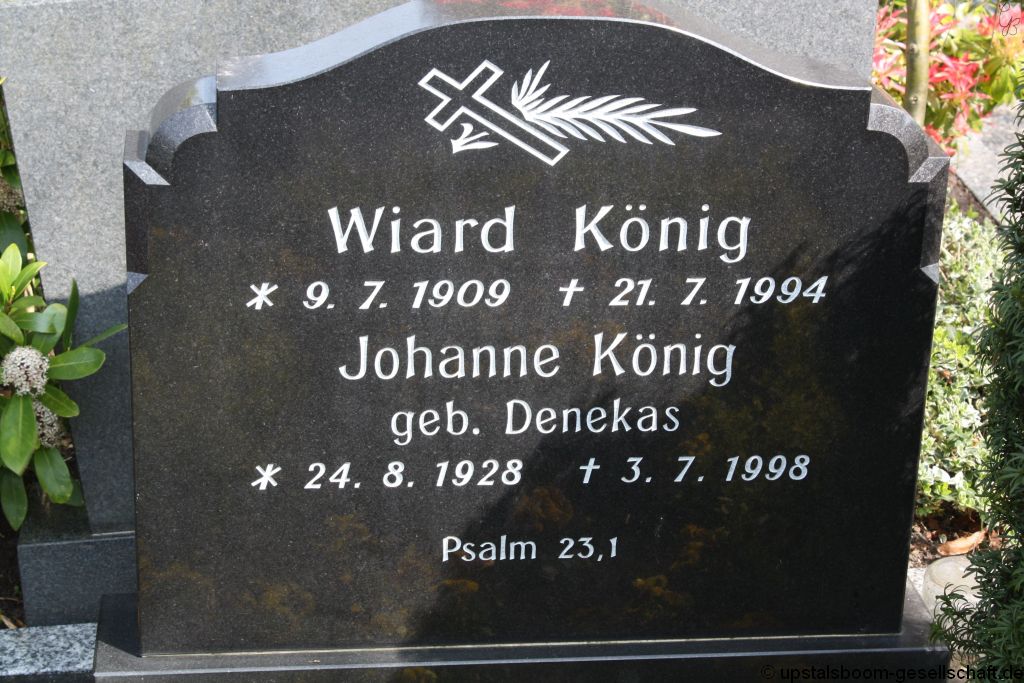 Wiard König
* 9. 7. 1909 † 21. 7. 1994
Johanne König
geb. Denekas
* 24. 8. 1928 † 3. 7. 1998
Psalm 23,1
© upstalsboom-gesellschaft.de